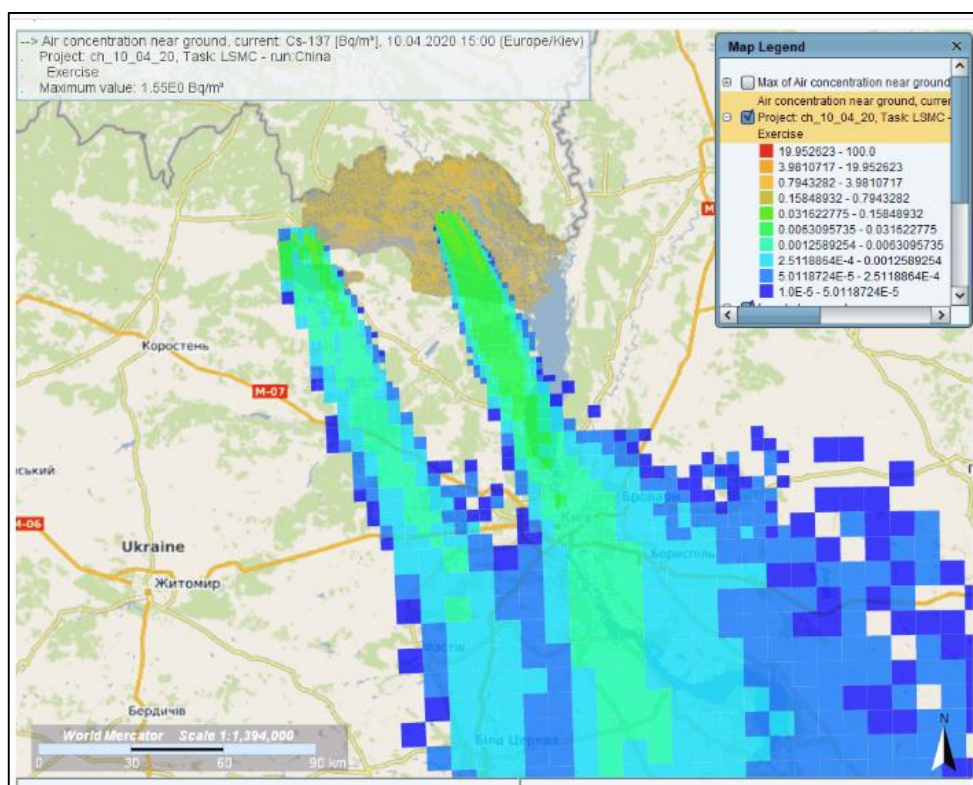 --> Air concentration near ground, current: Cs-137 [Bq/m³], 10.04.2020 15:00 (Europe/Kiev)
Project: ch_10_04_20, Task: LSMC - run:China
Exercise
Maximum value: 1.55E0 Bq/m³
Map Legend
Max of Air concentration near ground
Air concentration near ground, curre
Project: ch_10_04_20, Task: LSMC -
Exercise
19.952623 - 100.0
3.9810717 - 19.952623
0.7943282 - 3.9810717
0.15848932 - 0.7943282
0.031622775 - 0.15848932
0.0063095735 - 0.031622775
0.0012589254 - 0.0063095735
2.5118864E-4 - 0.0012589254
5.0118724E-5 - 2.5118864E-4
1.0E-5 - 5.0118724E-5
Коростень
M-07
ський
Бровари
Київ
M-06
Бориспіль
Ukraine
Житомир
Фастів
Бердичів
Біла Церква
World Mercator Scale 1:1,394,000
0 30 60 90 km
N